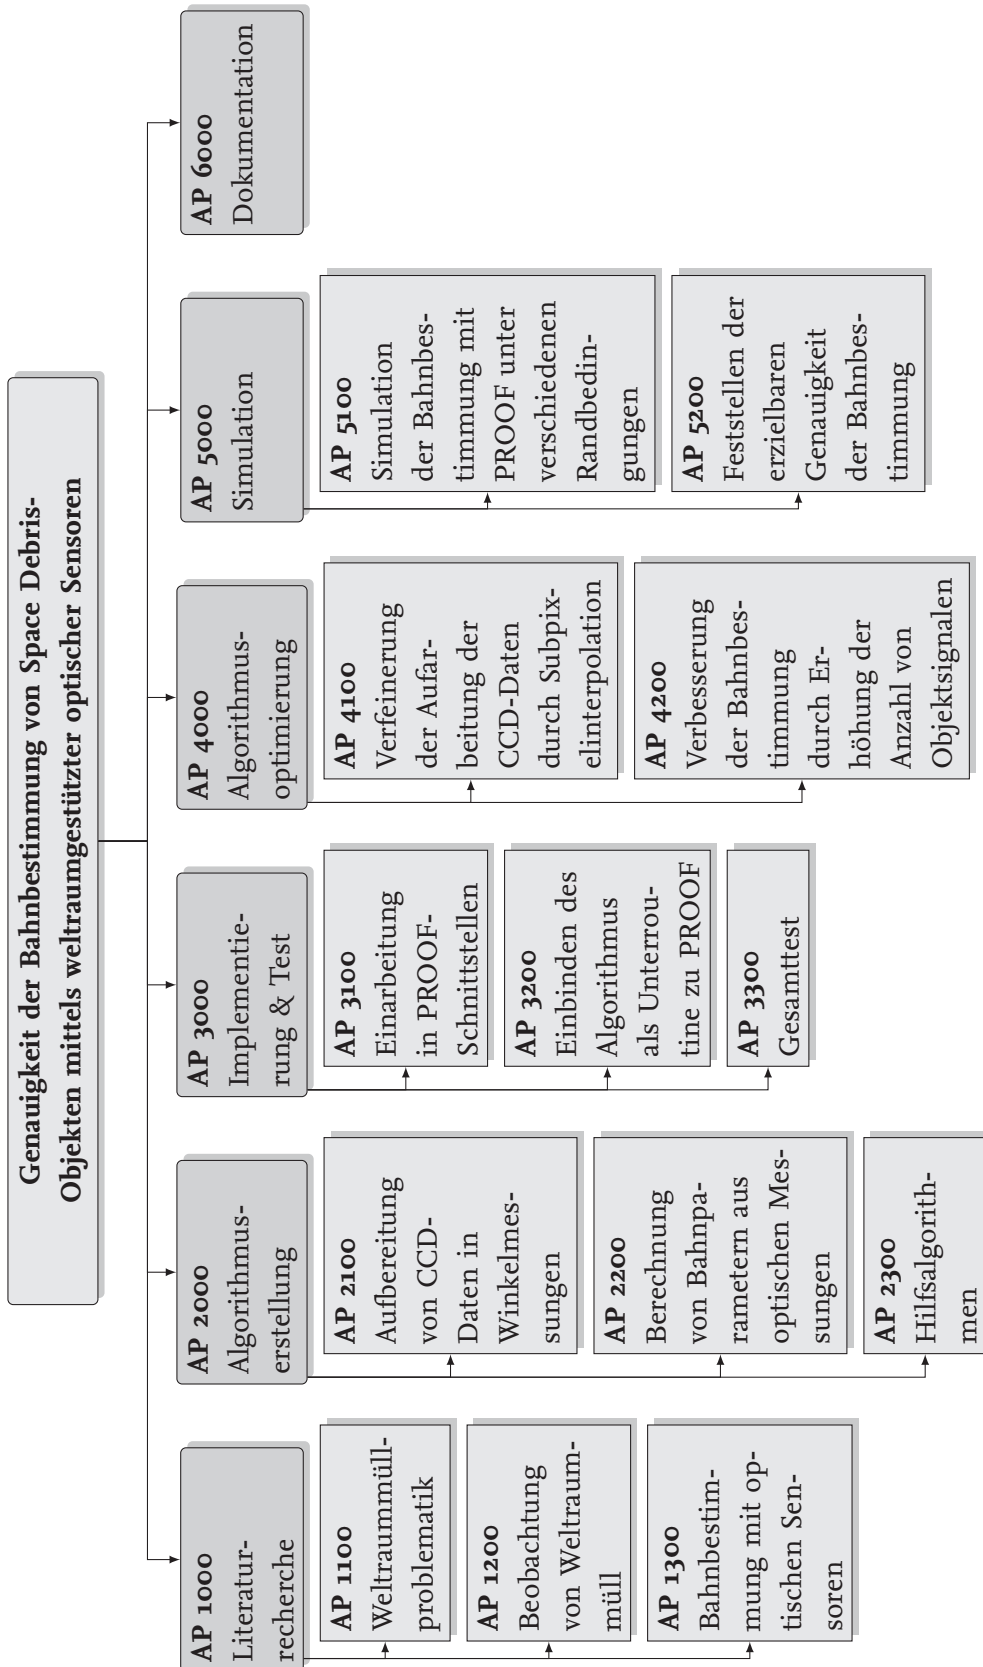 Genauigkeit der Bahnbestimmung von Space Debris-
Objekten mittels weltraumgestützter optischer Sensoren
AP 1000
Literatur-
recherche
AP 1100
Weltraummüll-
problematik
AP 1200
Beobachtung
von Weltraum-
müll
AP 1300
Bahnbestim-
mung mit op-
tischen Sen-
soren
AP 2000
Algorithmus-
erstellung
AP 2100
Aufbereitung
von CCD-
Daten in
Winkelmes-
sungen
AP 2200
Berechnung
von Bahnpa-
rametern aus
optischen Mes-
sungen
AP 2300
Hilfsalgorith-
men
AP 3000
Implementie-
rung & Test
AP 3100
Einarbeitung
in PROOF-
Schnittstellen
AP 3200
Einbinden des
Algorithmus
als Unterrou-
tine zu PROOF
AP 3300
Gesamttest
AP 4000
Algorithmus-
optimierung
AP 4100
Verfeinerung
der Aufar-
beitung der
CCD-Daten
durch Subpix-
elinterpolation
AP 4200
Verbesserung
der Bahnbes-
timmung
durch Er-
höhung der
Anzahl von
Objektsignalen
AP 5000
Simulation
AP 5100
Simulation
der Bahnbes-
timmung mit
PROOF unter
verschiedenen
Randbedin-
gungen
AP 5200
Feststellen der
erzielbaren
Genauigkeit
der Bahnbes-
timmung
AP 6000
Dokumentation